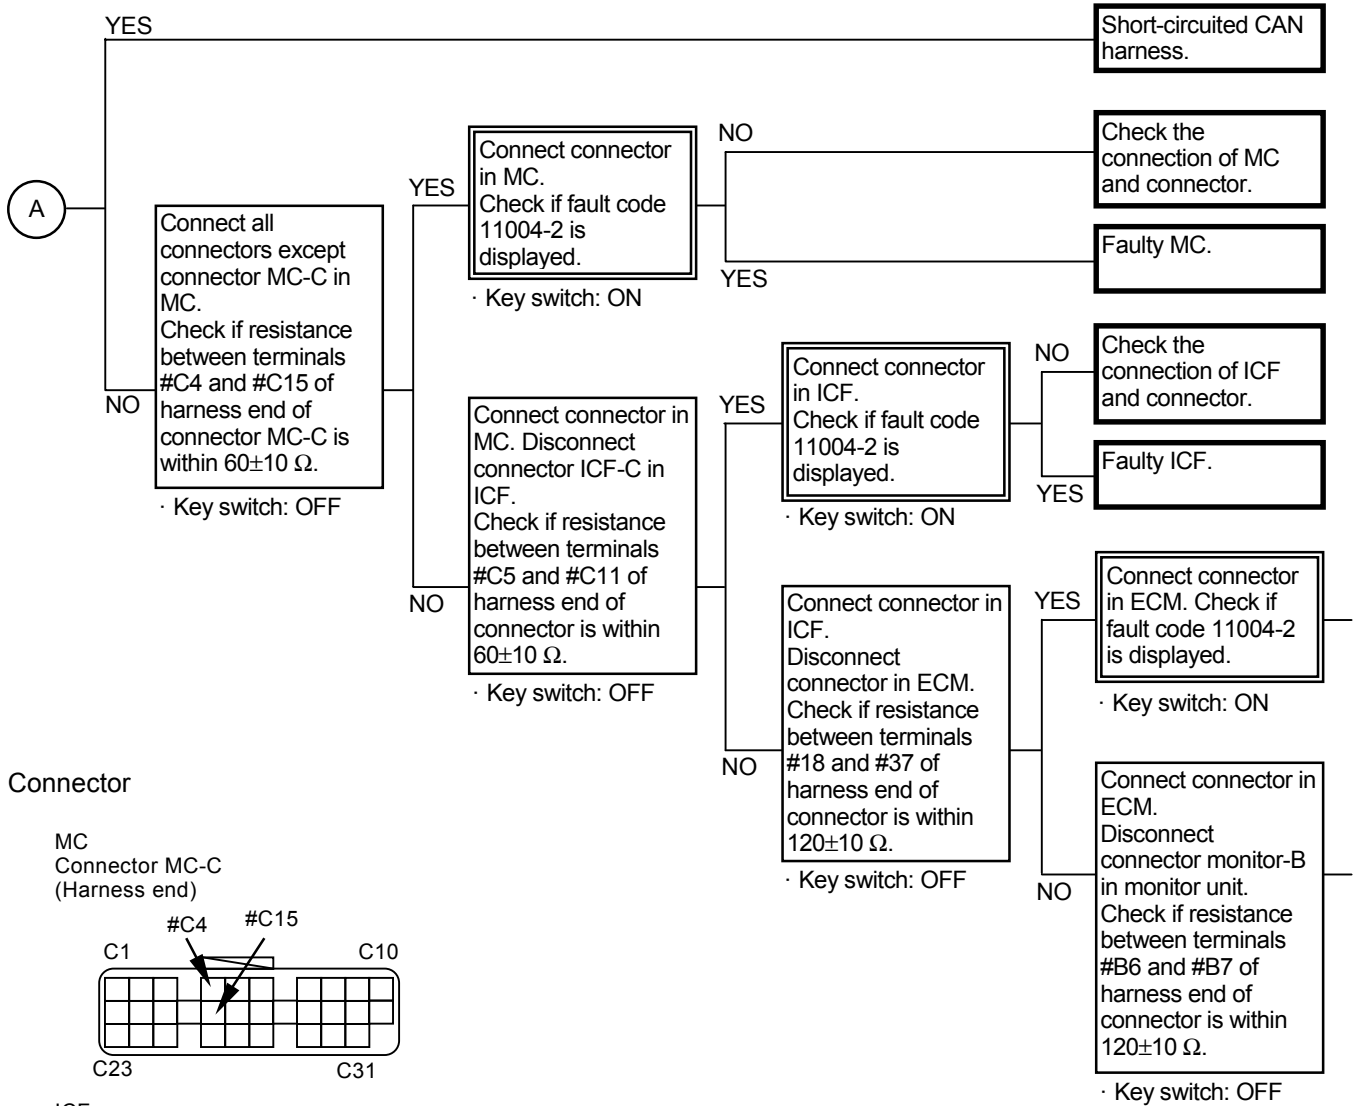 YES
Short-circuited CAN
harness.
A
NO
Connect all
connectors except
connector MC-C in
MC.
Check if resistance
between terminals
#C4 and #C15 of
harness end of
connector MC-C is
within 60±10 Ω.
· Key switch: OFF
YES
Connect connector
in MC.
Check if fault code
11004-2 is
displayed.
· Key switch: ON
NO
Check the
connection of MC
and connector.
YES
Faulty MC.
NO
Connect connector in
MC. Disconnect
connector ICF-C in
ICF.
Check if resistance
between terminals
#C5 and #C11 of
harness end of
connector is within
60±10 Ω.
· Key switch: OFF
YES
Connect connector
in ICF.
Check if fault code
11004-2 is
displayed.
· Key switch: ON
NO
Check the
connection of ICF
and connector.
YES
Faulty ICF.
NO
Connect connector in
ICF.
Disconnect
connector in ECM.
Check if resistance
between terminals
#18 and #37 of
harness end of
connector is within
120±10 Ω.
· Key switch: OFF
YES
Connect connector
in ECM. Check if
fault code 11004-2
is displayed.
· Key switch: ON
NO
Connect connector in
ECM.
Disconnect
connector monitor-B
in monitor unit.
Check if resistance
between terminals
#B6 and #B7 of
harness end of
connector is within
120±10 Ω.
· Key switch: OFF
Connector
MC
Connector MC-C
(Harness end)
#C4 #C15
C1 C10
C23 C31